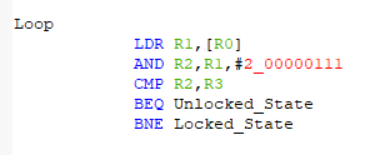 Loop
LDR R1,[R0]
AND R2,R1,#2_00000111
CMP R2,R3
BEQ Unlocked_State
BNE Locked_State